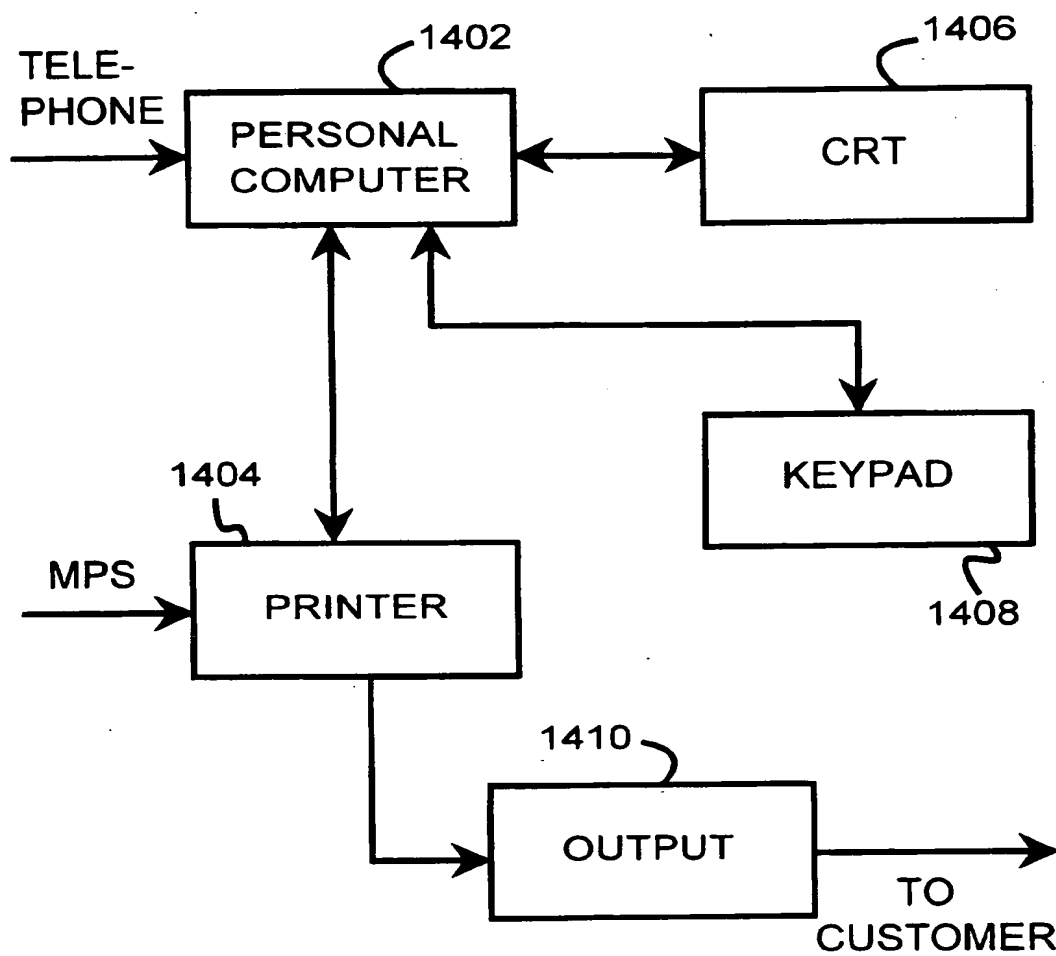 1402
1406
TELE-
PHONE
PERSONAL
COMPUTER
CRT
1404
KEYPAD
MPS
PRINTER
1408
1410
OUTPUT
TO
CUSTOMER